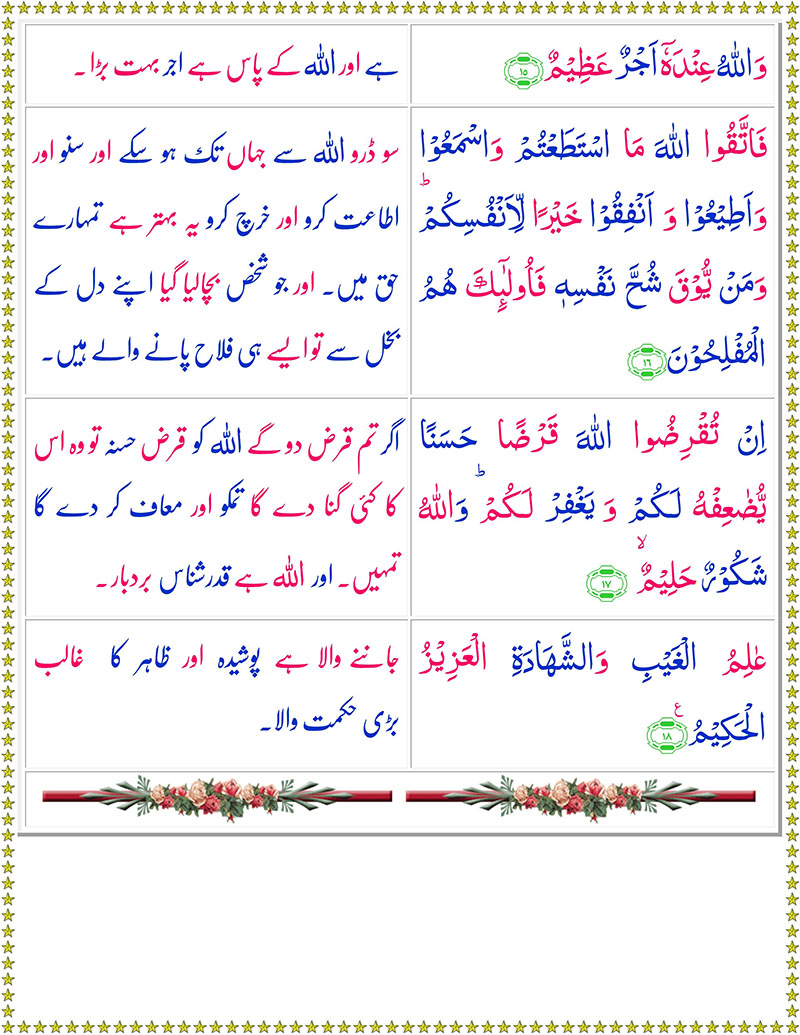 وَاللّٰهُ عِنْدَهٗۤ اَجْرٌ عَظِيْمٌ ١٥
ہے اور اللہ کے پاس ہے اجر بہت بڑا۔
فَاتَّقُوا اللّٰهَ مَا اسْتَطَعْتُمْ وَاسْمَعُوْا
وَاَطِيْعُوْا وَ اَنْفِقُوْا خَيْرًا لِّاَنْفُسِكُمْ ؕ
وَمَنْ يُّوْقَ شُحَّ نَفْسِهٖ فَاُولٰٓئِكَ هُمُ
الْمُفْلِحُوْنَ ١٦
سو ڈرو اللہ سے جہاں تک ہو سکے اور سنو اور
اطاعت کرو اور خرچ کرو یہ بہتر ہے تمہارے
حق میں۔ اور جو شخص بچالیا گیا اپنے دل کے
بخل سے تو ایسے ہی فلاح پانے والے ہیں۔
اِنْ تُقْرِضُوا اللّٰهَ قَرْضًا حَسَنًا
يُّضٰعِفْهُ لَكُمْ وَ يَغْفِرْ لَكُمْ ؕ وَاللّٰهُ
شَكُوْرٌ حَلِيْمٌ ۙ ١٧
اگر تم قرض دو گے اللہ کو قرض حسنہ تو وہ اس
کا کئی گنا دے گا تمکو اور معاف کر دے گا
تمہیں۔ اور اللہ ہے قدرشناس بردبار۔
عٰلِمُ الْغَيْبِ وَالشَّهَادَةِ الْعَزِيْزُ
الْحَكِيْمُ ١٨ ع
جاننے والا ہے پوشیدہ اور ظاہر کا غالب
بڑی حکمت والا۔